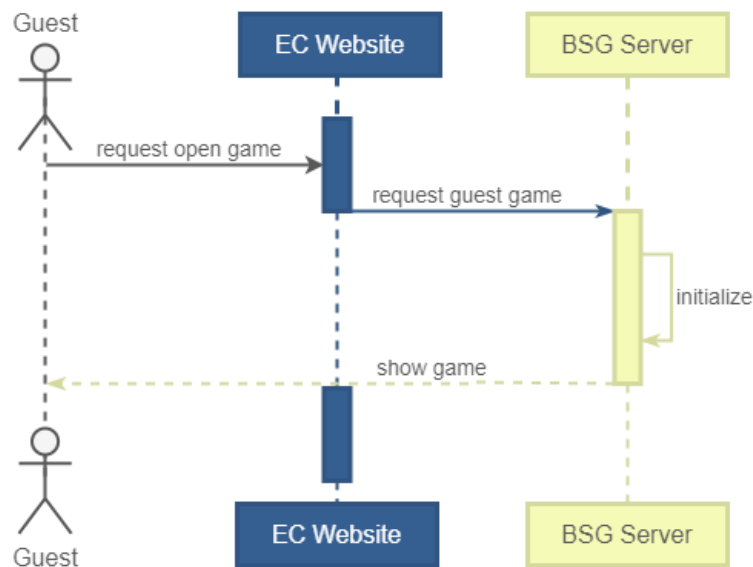 Guest
EC Website
BSG Server
request open game
request guest game
initialize
show game
EC Website
BSG Server
Guest